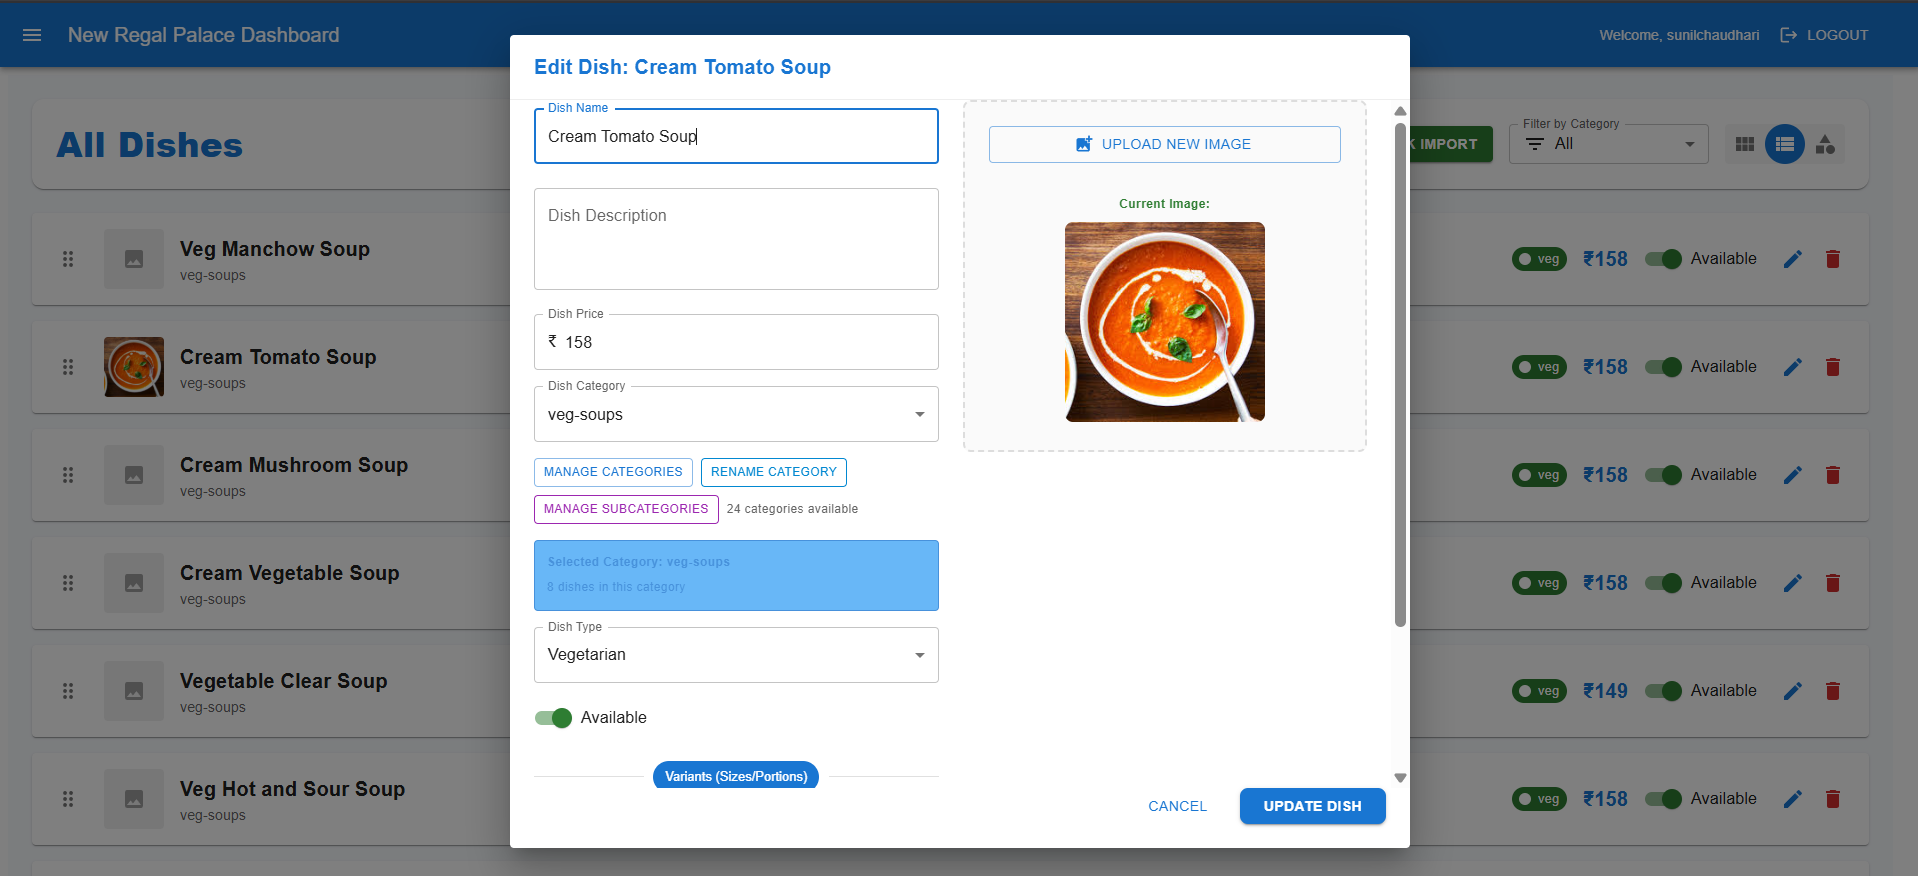 New Regal Palace Dashboard
Welcome, sunilchaudhari
LOGOUT
All Dishes
K IMPORT
Filter by Category
All
Veg Manchow Soup
veg-soups
veg
₹158
Available
Cream Tomato Soup
veg-soups
veg
₹158
Available
Cream Mushroom Soup
veg-soups
veg
₹158
Available
Cream Vegetable Soup
veg-soups
veg
₹158
Available
Vegetable Clear Soup
veg-soups
veg
₹149
Available
Veg Hot and Sour Soup
veg-soups
veg
₹158
Available
Edit Dish: Cream Tomato Soup
Dish Name
Cream Tomato Soup
Dish Description
Dish Price
₹ 158
Dish Category
veg-soups
MANAGE CATEGORIES
RENAME CATEGORY
MANAGE SUBCATEGORIES
24 categories available
Selected Category: veg-soups
8 dishes in this category
Dish Type
Vegetarian
Available
Variants (Sizes/Portions)
UPLOAD NEW IMAGE
Current Image:
CANCEL
UPDATE DISH